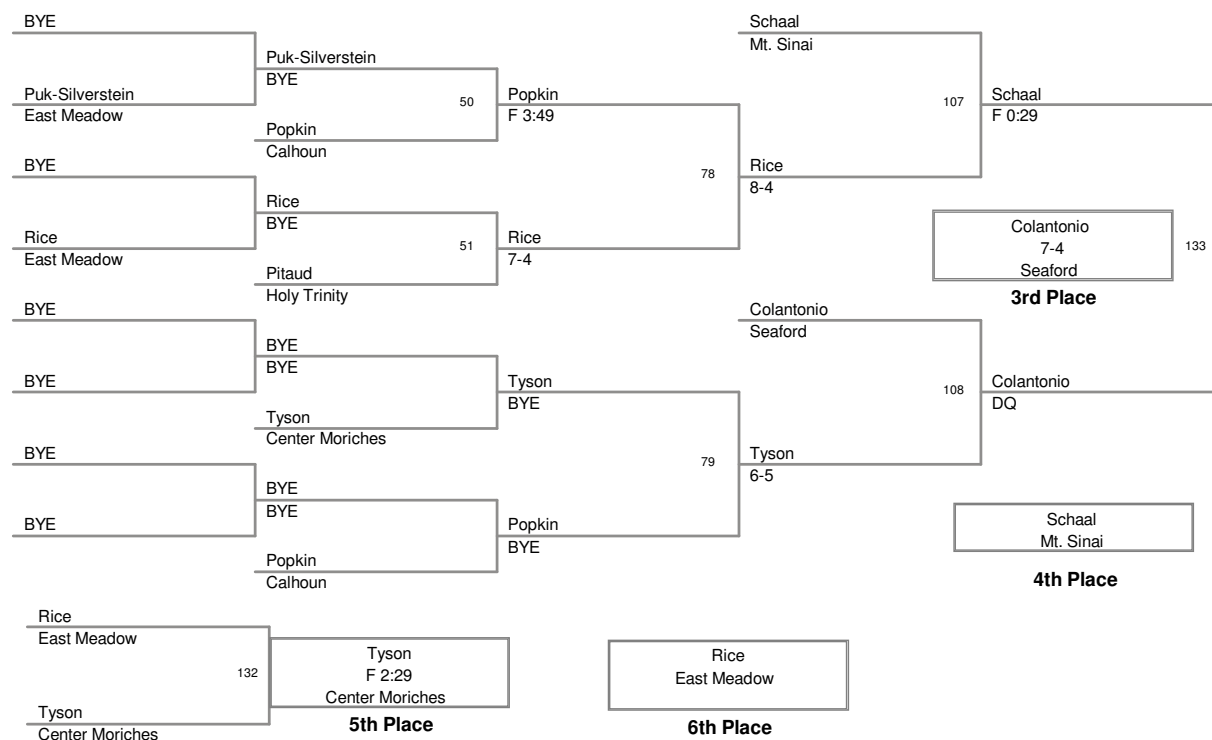 BYE
Puk-Silverstein
East Meadow
BYE
Rice
East Meadow
BYE
BYE
BYE
BYE
Puk-Silverstein
BYE
50
Popkin
Calhoun
Rice
BYE
51
Pitaud
Holy Trinity
BYE
BYE
Tyson
Center Moriches
BYE
BYE
Popkin
Calhoun
Popkin
F 3:49
78
Rice
7-4
Tyson
BYE
79
Popkin
BYE
Schaal
Mt. Sinai
107
Rice
8-4
Colantonio
Seaford
108
Tyson
6-5
Schaal
F 0:29
Colantonio
7-4
Seaford
133
3rd Place
Colantonio
DQ
Schaal
Mt. Sinai
4th Place
Rice
East Meadow
132
Tyson
Center Moriches
Tyson
F 2:29
Center Moriches
5th Place
Rice
East Meadow
6th Place